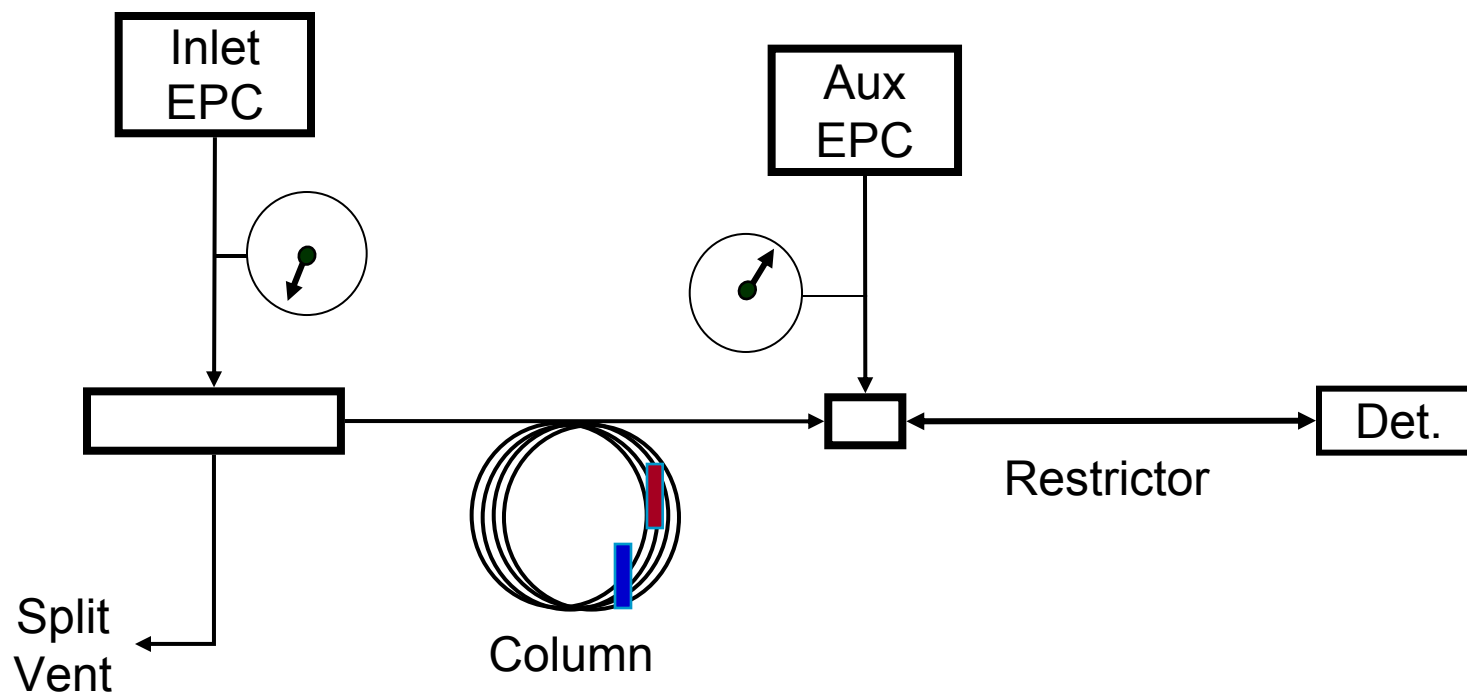 Inlet
EPC
Aux
EPC
Det.
Restrictor
Split
Vent
Column